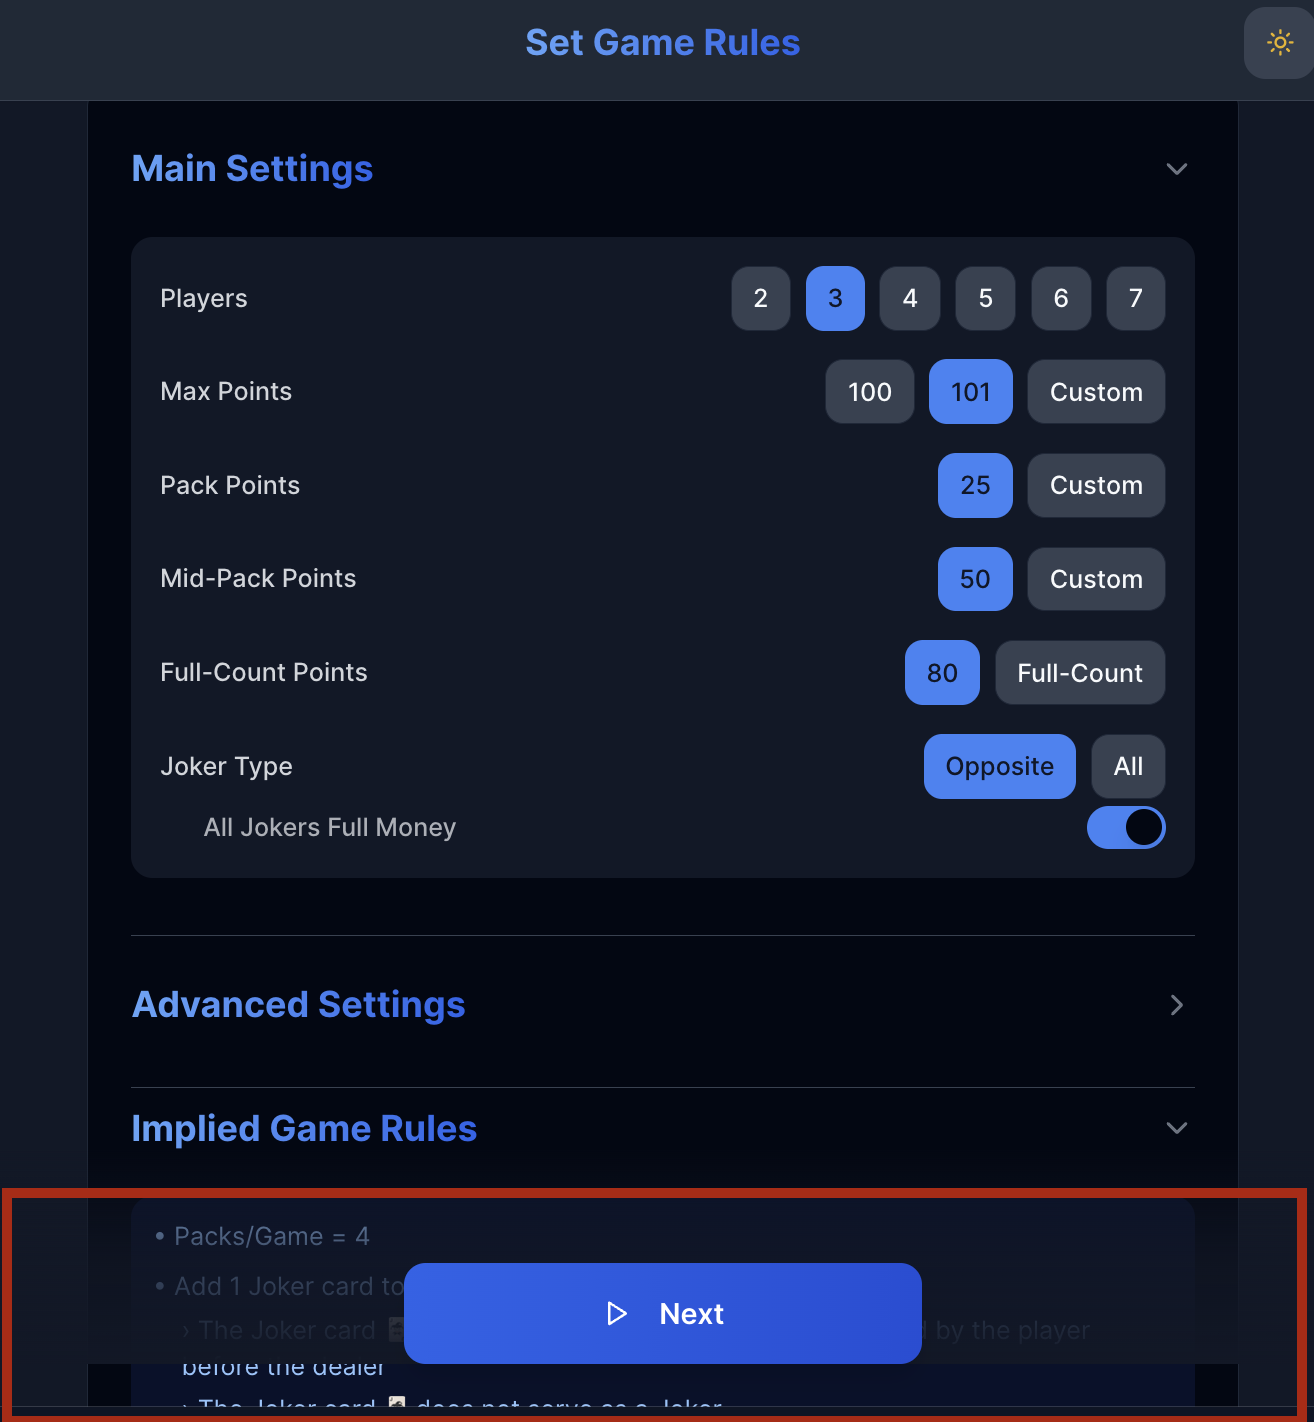 Set Game Rules
Main Settings
Players 2 3 4 5 6 7
Max Points 100 101 Custom
Pack Points 25 Custom
Mid-Pack Points 50 Custom
Full-Count Points 80 Full-Count
Joker Type Opposite All
All Jokers Full Money
Advanced Settings
Implied Game Rules
• Packs/Game = 4
• Add 1 Joker card to
› The Joker card by the player
before the dealer
› The Joker card does not serve as a Joker
Next